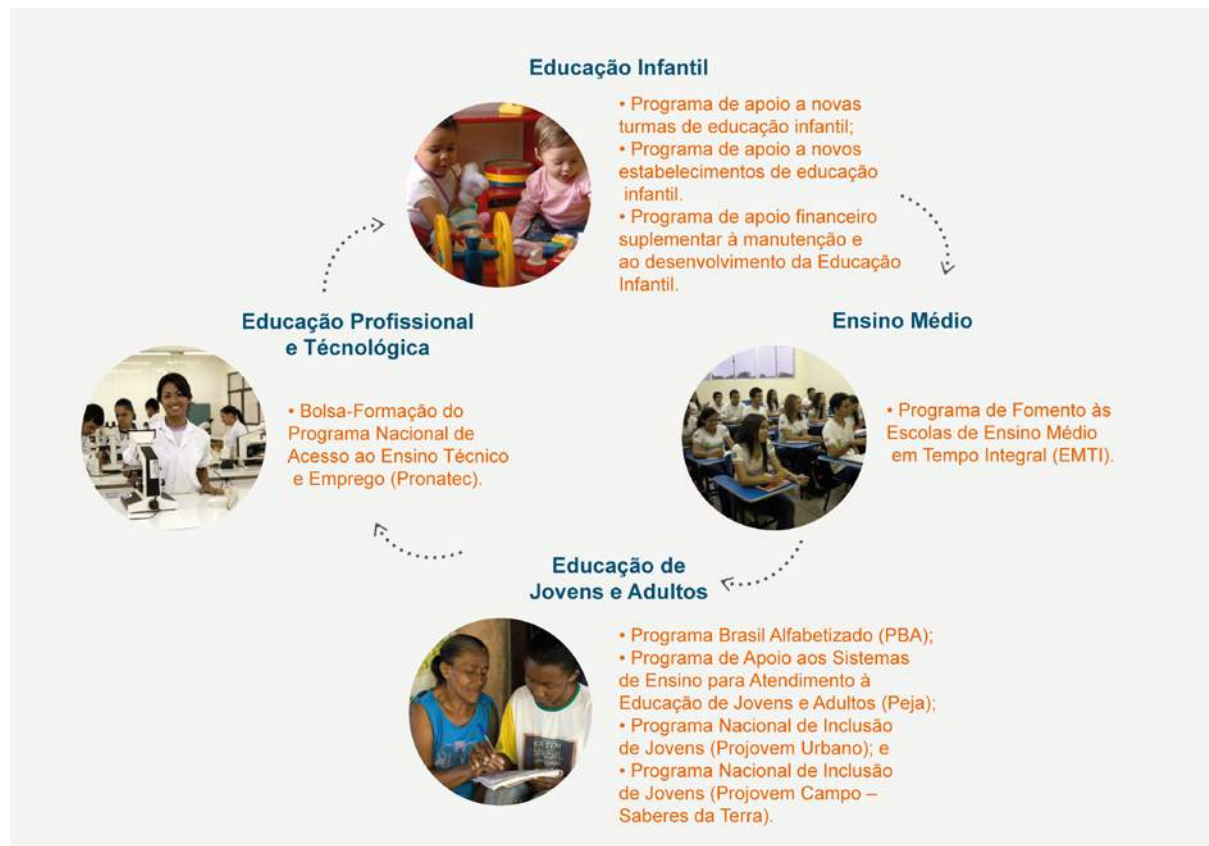 Educação Infantil
• Programa de apoio a novas
turmas de educação infantil;
• Programa de apoio a novos
estabelecimentos de educação
infantil.
• Programa de apoio financeiro
suplementar à manutenção e
ao desenvolvimento da Educação
Infantil.
Ensino Médio
• Programa de Fomento às
Escolas de Ensino Médio
em Tempo Integral (EMTI).
Educação de
Jovens e Adultos
• Programa Brasil Alfabetizado (PBA);
• Programa de Apoio aos Sistemas
de Ensino para Atendimento à
Educação de Jovens e Adultos (Peja);
• Programa Nacional de Inclusão
de Jovens (Projovem Urbano); e
• Programa Nacional de Inclusão
de Jovens (Projovem Campo –
Saberes da Terra).
Educação Profissional
e Técnológica
• Bolsa-Formação do
Programa Nacional de
Acesso ao Ensino Técnico
e Emprego (Pronatec).